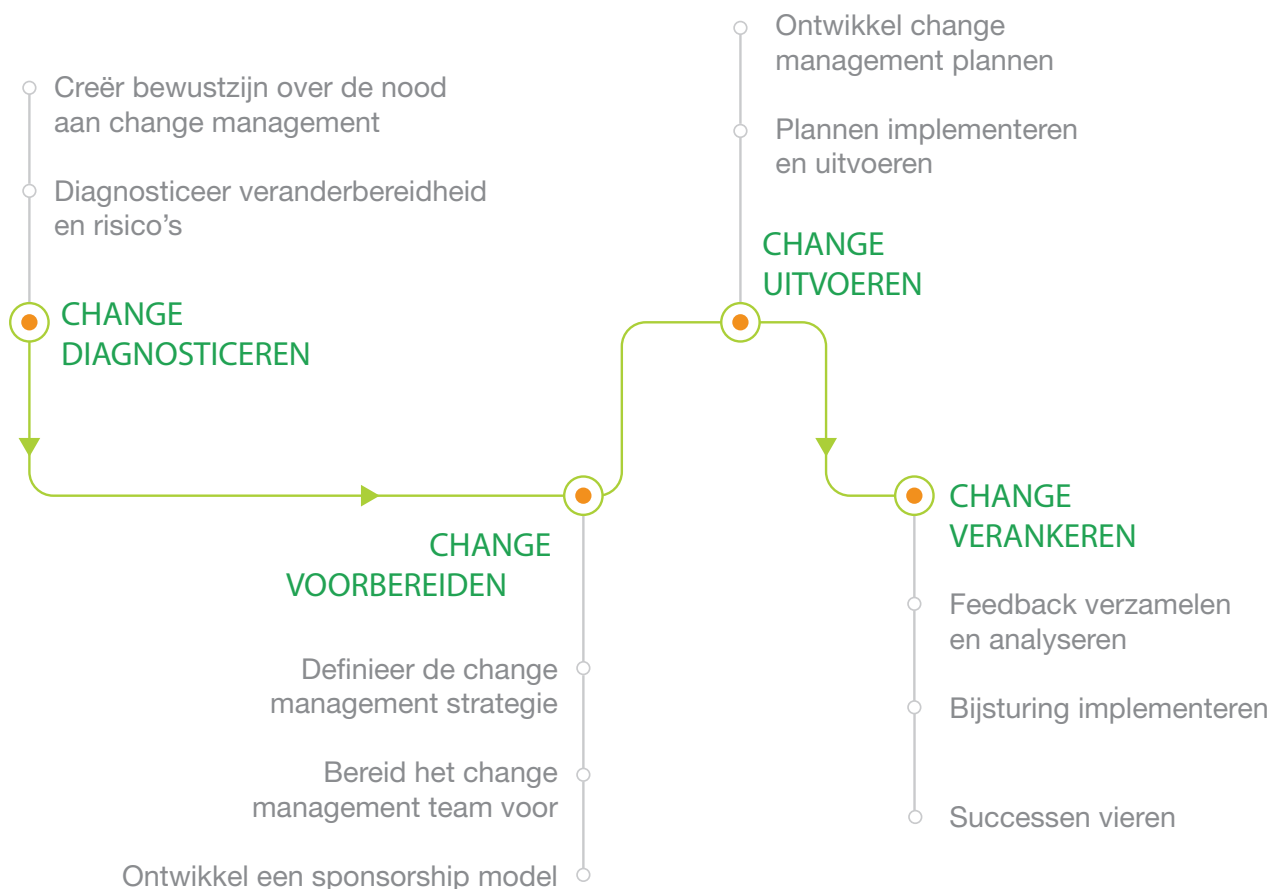 Creër bewustzijn over de nood
aan change management
Diagnosticeer veranderbereidheid
en risico's
CHANGE
DIAGNOSTICEREN
CHANGE
VOORBEREIDEN
Definieer de change
management strategie
Bereid het change
management team voor
Ontwikkel een sponsorship model
Ontwikkel change
management plannen
Plannen implementeren
en uitvoeren
CHANGE
UITVOEREN
CHANGE
VERANKEREN
Feedback verzamelen
en analyseren
Bijsturing implementeren
Successen vieren